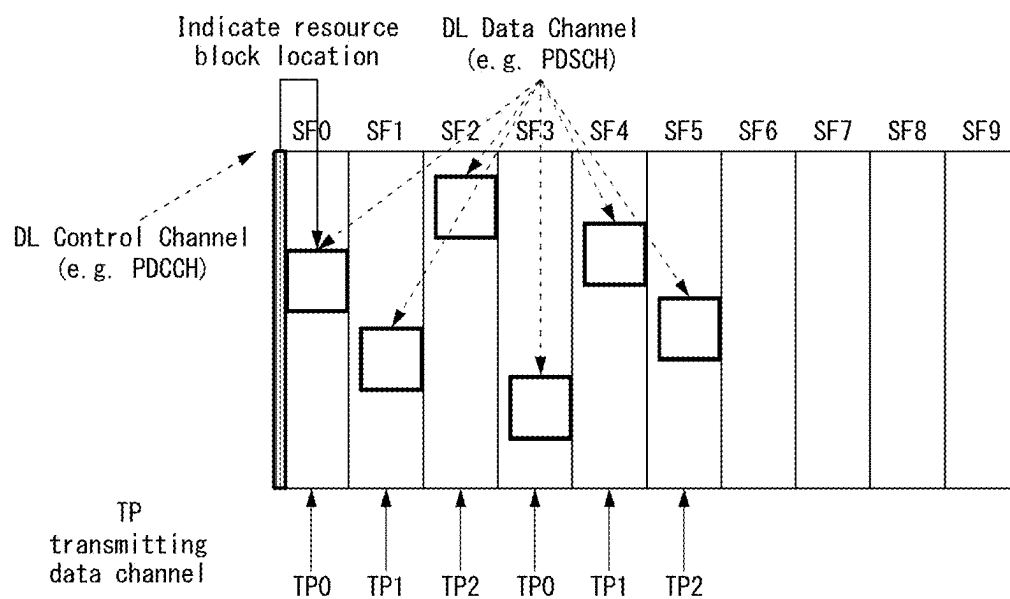 Indicate resource
block location
DL Data Channel
(e.g. PDSCH)
SF0 SF1 SF2 SF3 SF4 SF5 SF6 SF7 SF8 SF9
DL Control Channel
(e.g. PDCCH)
TP
transmitting
data channel
TP0 TP1 TP2 TP0 TP1 TP2